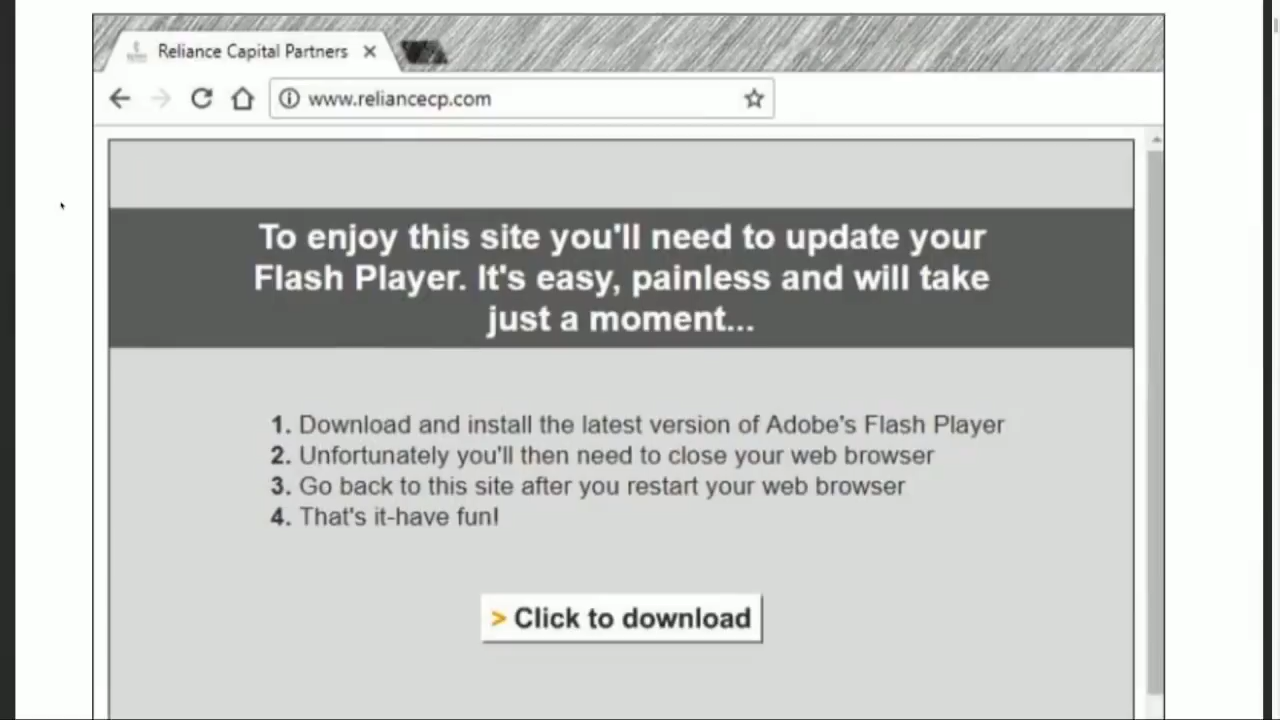 Reliance Capital Partners
www.reliancecp.com
To enjoy this site you'll need to update your
Flash Player. It's easy, painless and will take
just a moment...
1. Download and install the latest version of Adobe's Flash Player
2. Unfortunately you'll then need to close your web browser
3. Go back to this site after you restart your web browser
4. That's it-have fun!
> Click to download